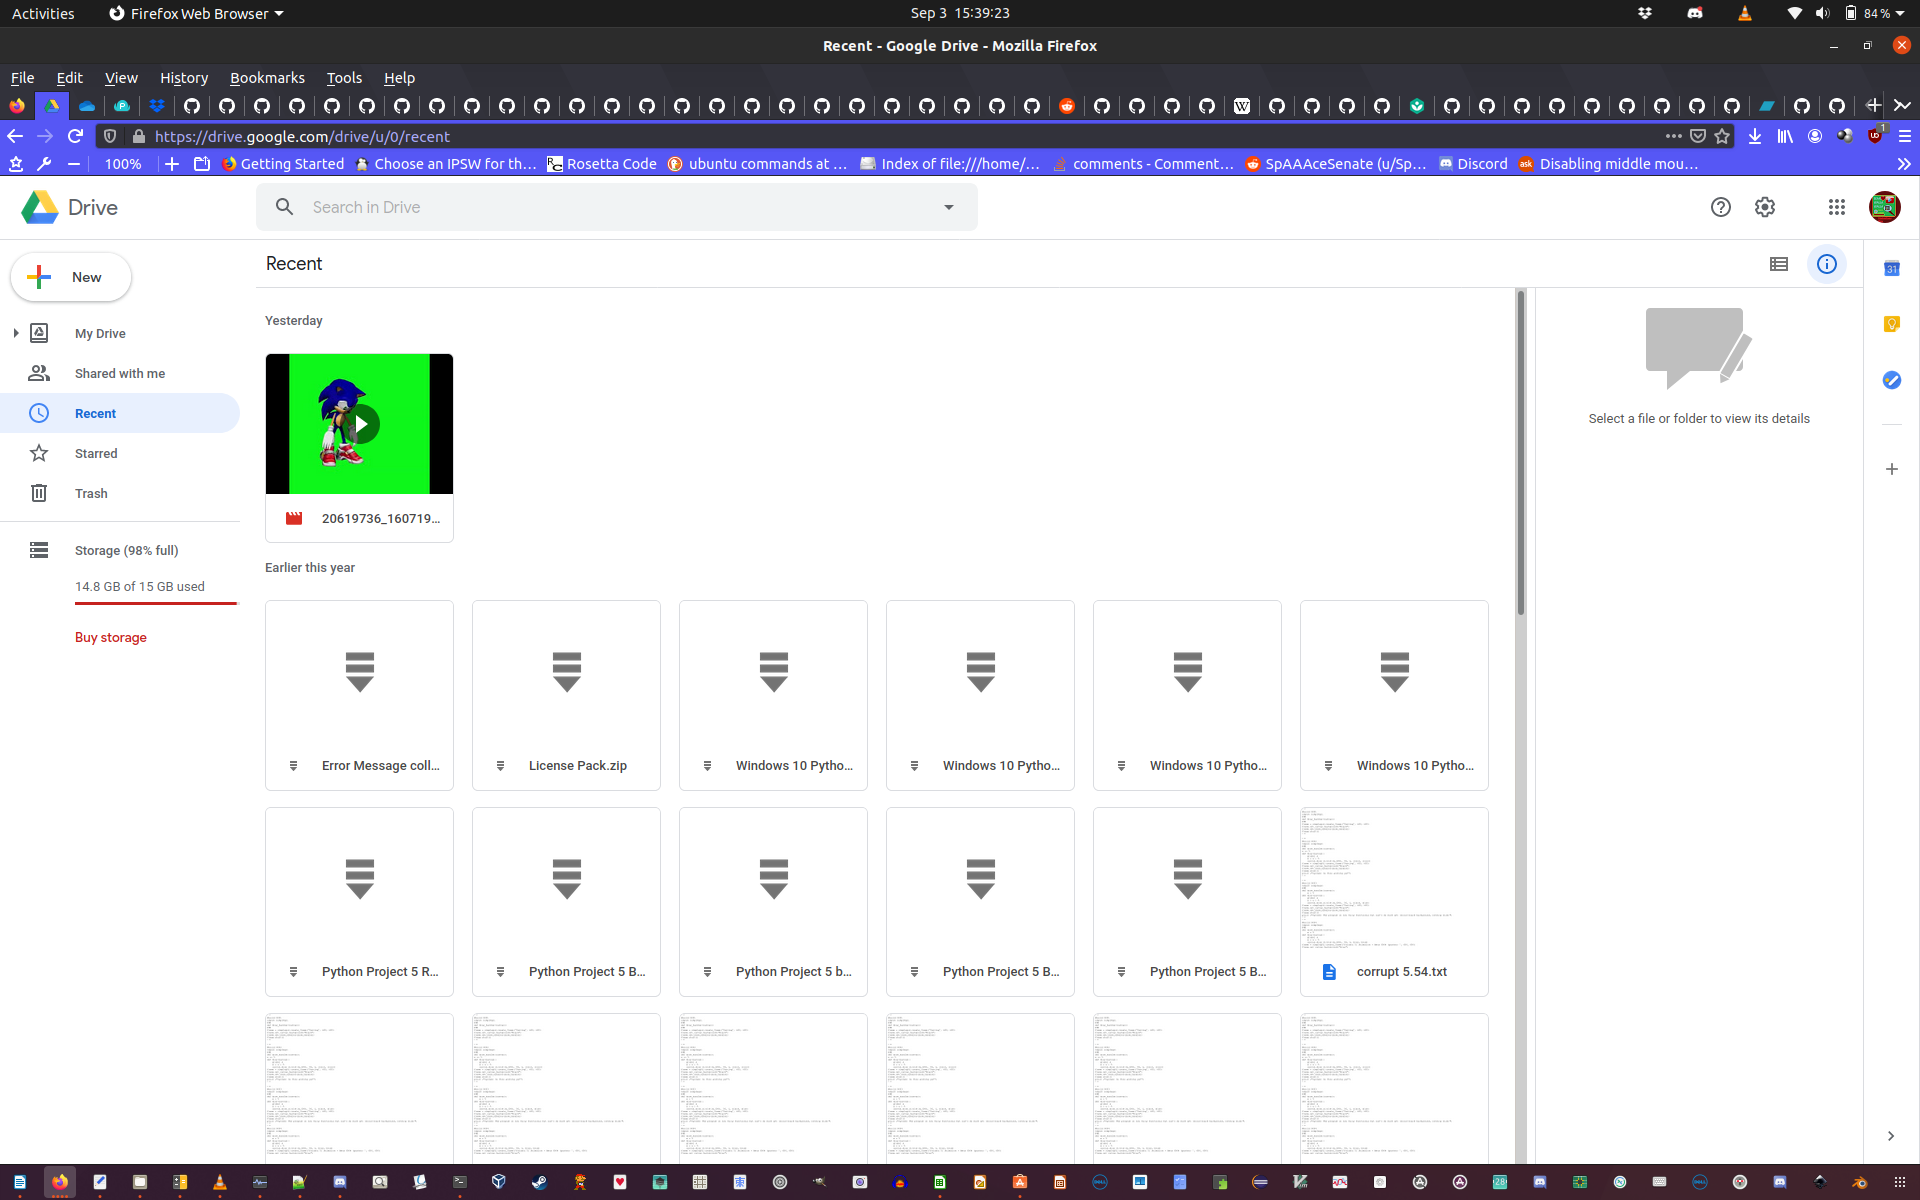 Activities
Firefox Web Browser
Sep 3 15:39:23
84 %
Recent - Google Drive - Mozilla Firefox
File Edit View History Bookmarks Tools Help
https://drive.google.com/drive/u/0/recent
1
100%
Getting Started
Choose an IPSW for th…
Rosetta Code
ubuntu commands at …
Index of file:///home/…
comments - Comment…
SpAAAceSenate (u/Sp…
Discord
Disabling middle mou…
Drive
Search in Drive
New
My Drive
Shared with me
Recent
Starred
Trash
Storage (98% full)
14.8 GB of 15 GB used
Buy storage
Recent
Yesterday
20619736_160719...
Earlier this year
Error Message coll...
License Pack.zip
Windows 10 Pytho...
Windows 10 Pytho...
Windows 10 Pytho...
Windows 10 Pytho...
Python Project 5 R...
Python Project 5 B...
Python Project 5 b...
Python Project 5 B...
Python Project 5 B...
corrupt 5.54.txt
Select a file or folder to view its details
31